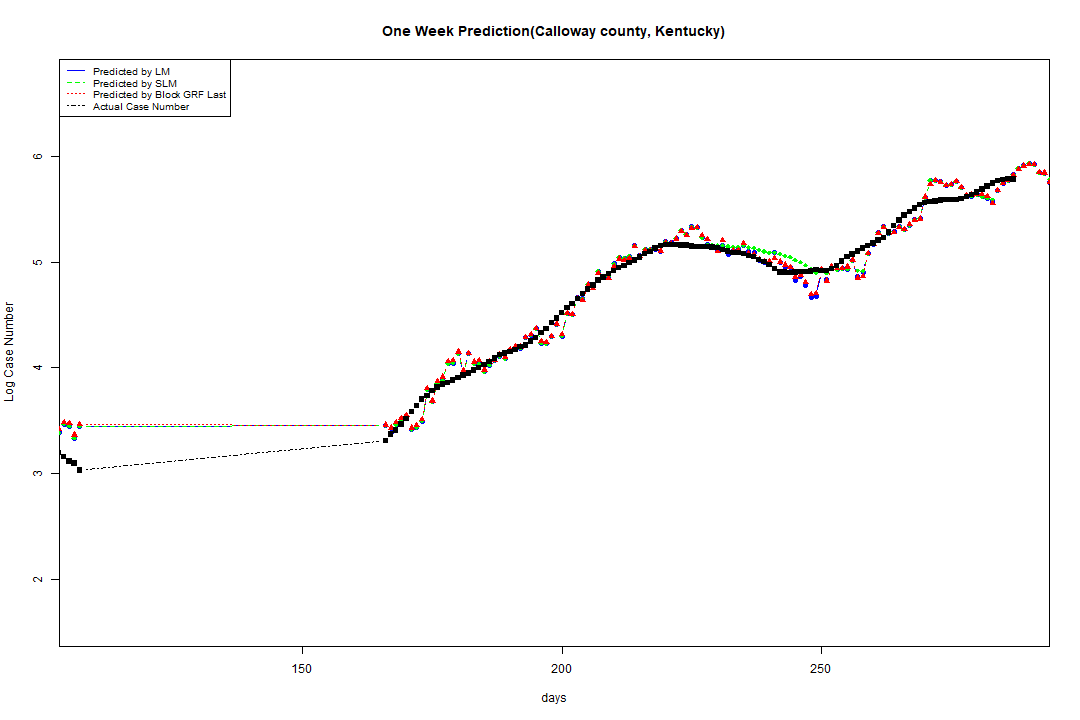 One Week Prediction(Calloway county, Kentucky)
Predicted by LM
Predicted by SLM
Predicted by Block GRF Last
Actual Case Number
Log Case Number
6
5
4
3
2
150
200
250
days